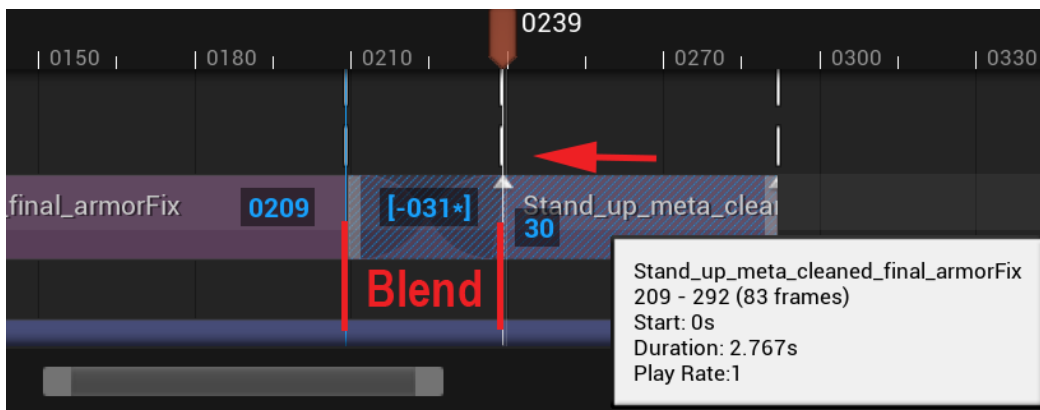 0239
0150 0180 0210 0270 0300 0330
final_armorFix 0209 [-031*] Stand_up_meta_clea
30
Blend
Stand_up_meta_cleaned_final_armorFix
209 - 292 (83 frames)
Start: 0s
Duration: 2.767s
Play Rate:1